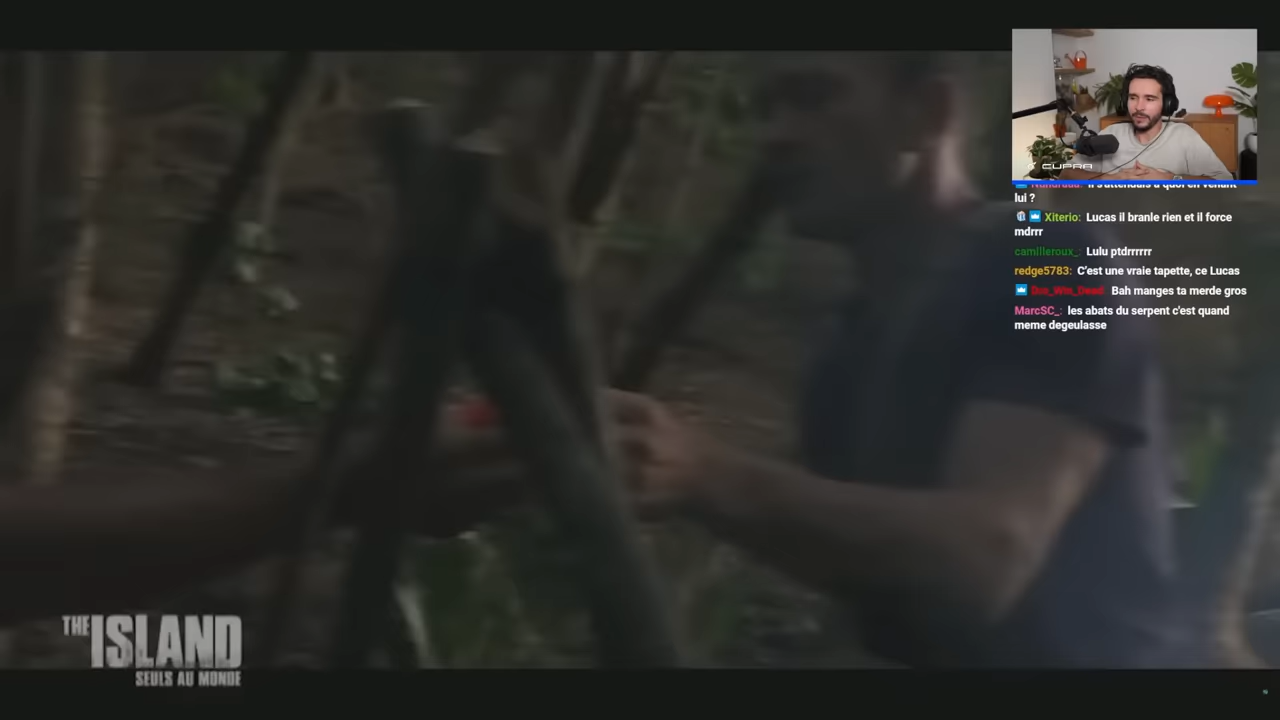 CUPRA
lui ?
Xiterio: Lucas il branle rien et il force
mdrrr
camilleroux_: Lulu ptdrrrrrr
redge5783: C'est une vraie tapette, ce Lucas
Bah manges ta merde gros
MarcSC_: les abats du serpent c'est quand
meme degeulasse
THE ISLAND
SEULS AU MONDE